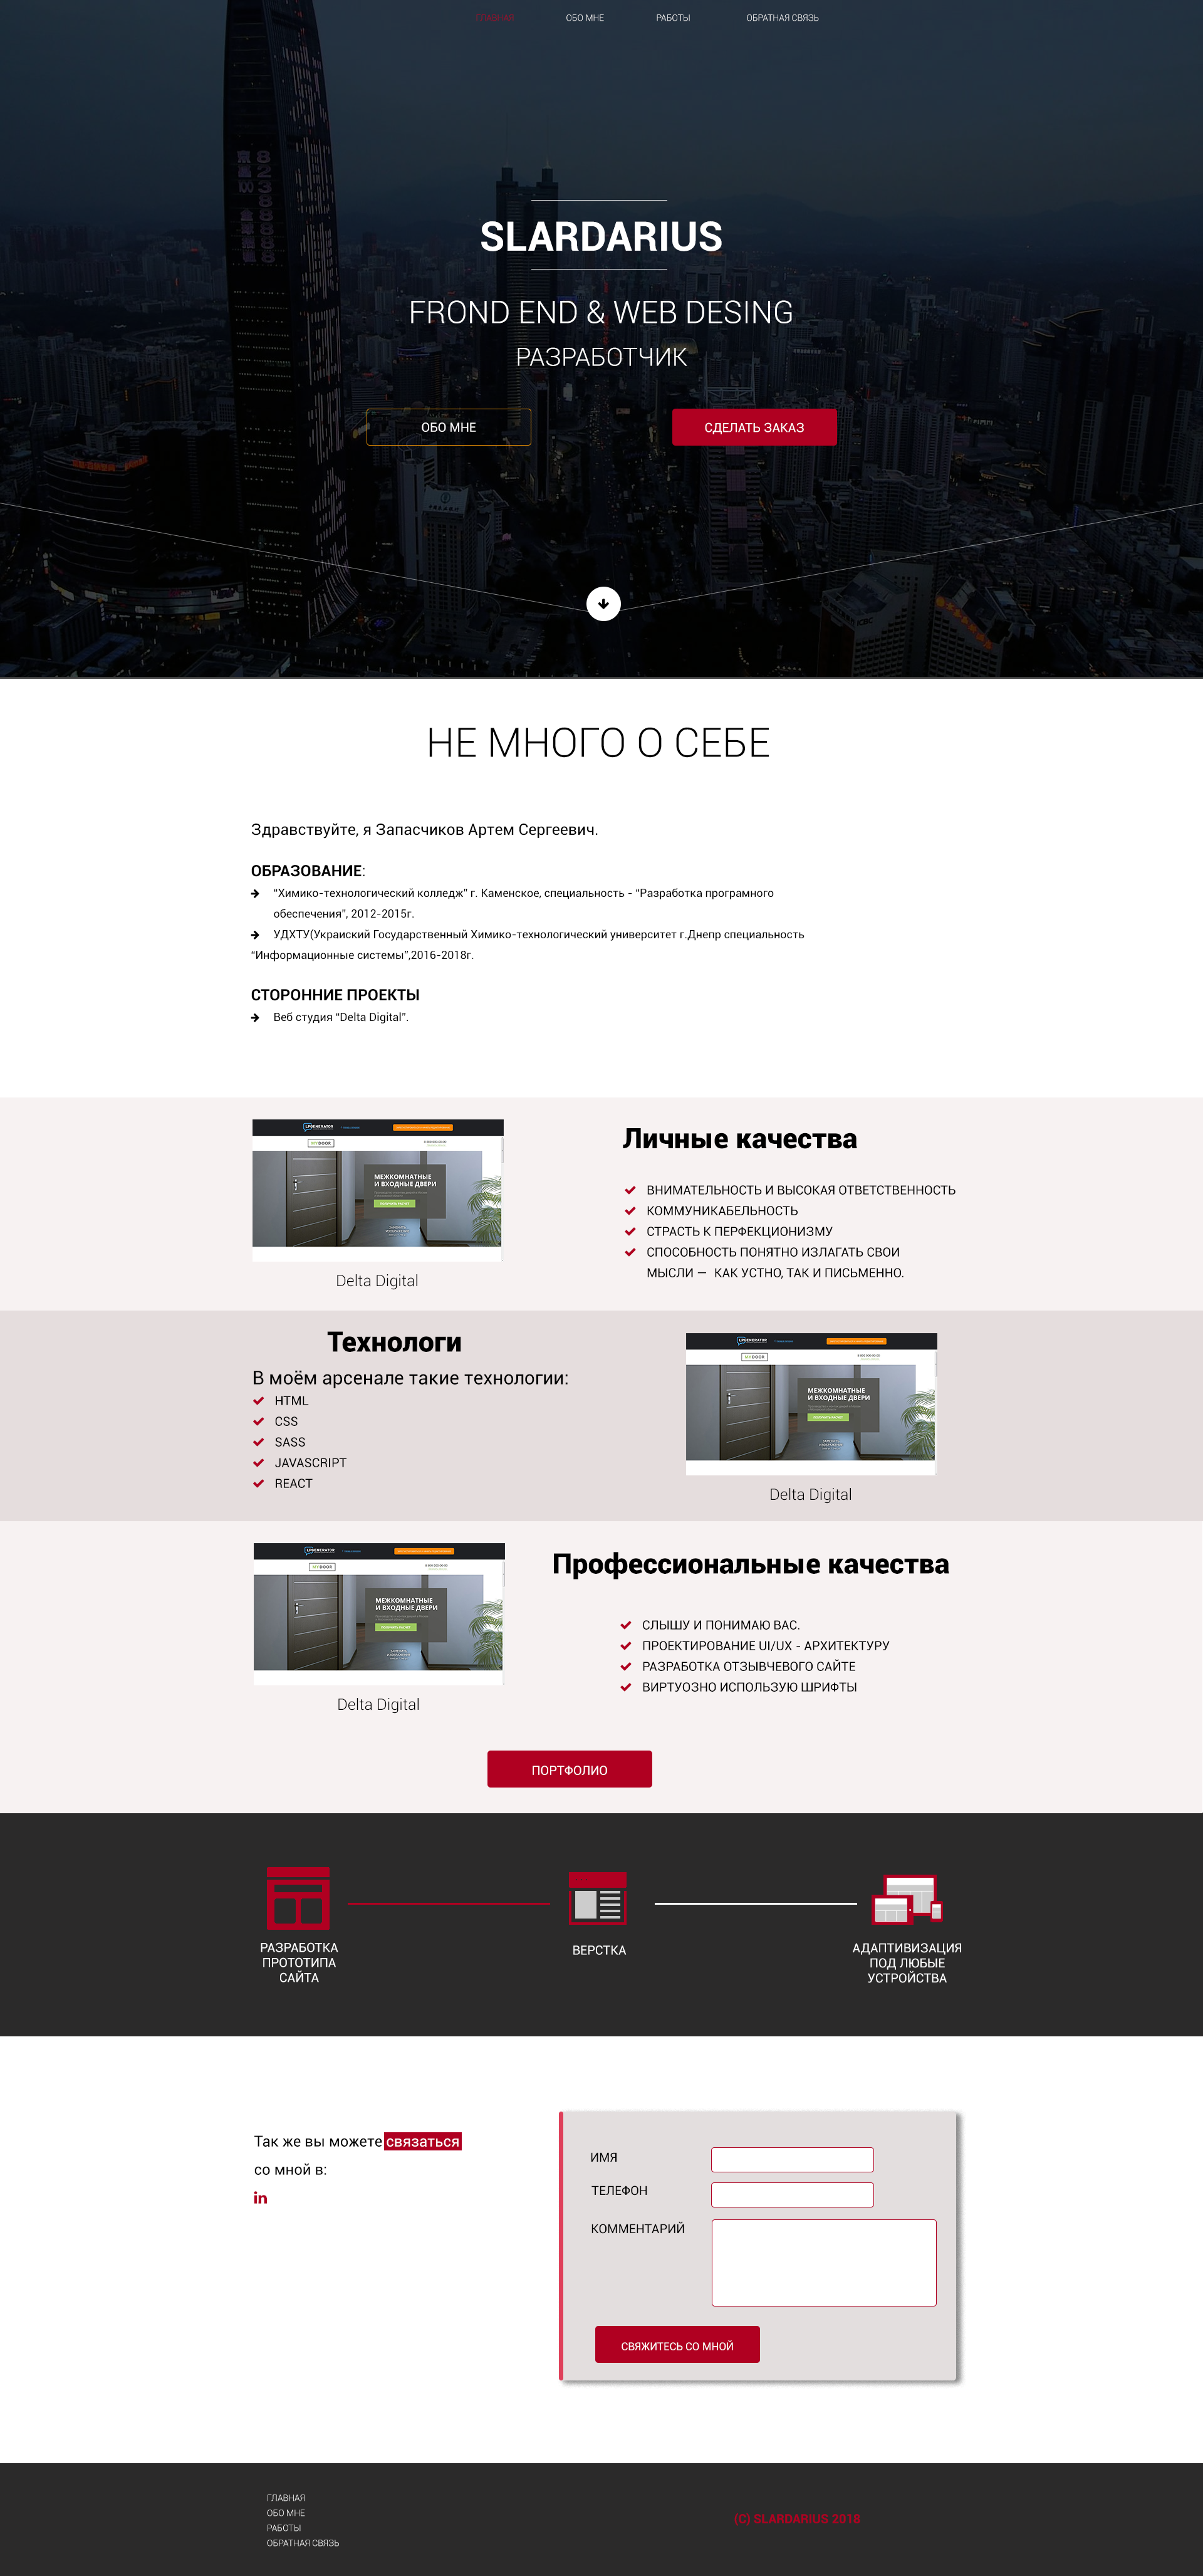 ГЛАВНАЯ
ОБО МНЕ
РАБОТЫ
ОБРАТНАЯ СВЯЗЬ
82388888
SLARDARIUS
FROND END & WEB DESING
РАЗРАБОТЧИК
ОБО МНЕ
СДЕЛАТЬ ЗАКАЗ
НЕ МНОГО О СЕБЕ
Здравствуйте, я Запасчиков Артем Сергеевич.
ОБРАЗОВАНИЕ:
“Химико-технологический колледж” г. Каменское, специальность - “Разработка програмного
обеспечения”, 2012-2015г.
УДХТУ(Украиский Государственный Химико-технологический университет г.Днепр специальность
“Информационные системы”,2016-2018г.
СТОРОННИЕ ПРОЕКТЫ
Веб студия “Delta Digital”.
LPGENERATOR
MYDOOR
МЕЖКОМНАТНЫЕ
И ВХОДНЫЕ ДВЕРИ
Delta Digital
Личные качества
ВНИМАТЕЛЬНОСТЬ И ВЫСОКАЯ ОТВЕТСТВЕННОСТЬ
КОММУНИКАБЕЛЬНОСТЬ
СТРАСТЬ К ПЕРФЕКЦИОНИЗМУ
СПОСОБНОСТЬ ПОНЯТНО ИЗЛАГАТЬ СВОИ
МЫСЛИ — КАК УСТНО, ТАК И ПИСЬМЕННО.
Технологи
В моём арсенале такие технологии:
HTML
CSS
SASS
JAVASCRIPT
REACT
LPGENERATOR
MYDOOR
МЕЖКОМНАТНЫЕ
И ВХОДНЫЕ ДВЕРИ
Delta Digital
LPGENERATOR
MYDOOR
МЕЖКОМНАТНЫЕ
И ВХОДНЫЕ ДВЕРИ
Delta Digital
Профессиональные качества
СЛЫШУ И ПОНИМАЮ ВАС.
ПРОЕКТИРОВАНИЕ UI/UX - АРХИТЕКТУРУ
РАЗРАБОТКА ОТЗЫВЧЕВОГО САЙТЕ
ВИРТУОЗНО ИСПОЛЬЗУЮ ШРИФТЫ
ПОРТФОЛИО
РАЗРАБОТКА
ПРОТОТИПА
САЙТА
ВЕРСТКА
АДАПТИВИЗАЦИЯ
ПОД ЛЮБЫЕ
УСТРОЙСТВА
Так же вы можете связаться
со мной в:
in
ИМЯ
ТЕЛЕФОН
КОММЕНТАРИЙ
СВЯЖИТЕСЬ СО МНОЙ
ГЛАВНАЯ
ОБО МНЕ
РАБОТЫ
ОБРАТНАЯ СВЯЗЬ
(C) SLARDARIUS 2018